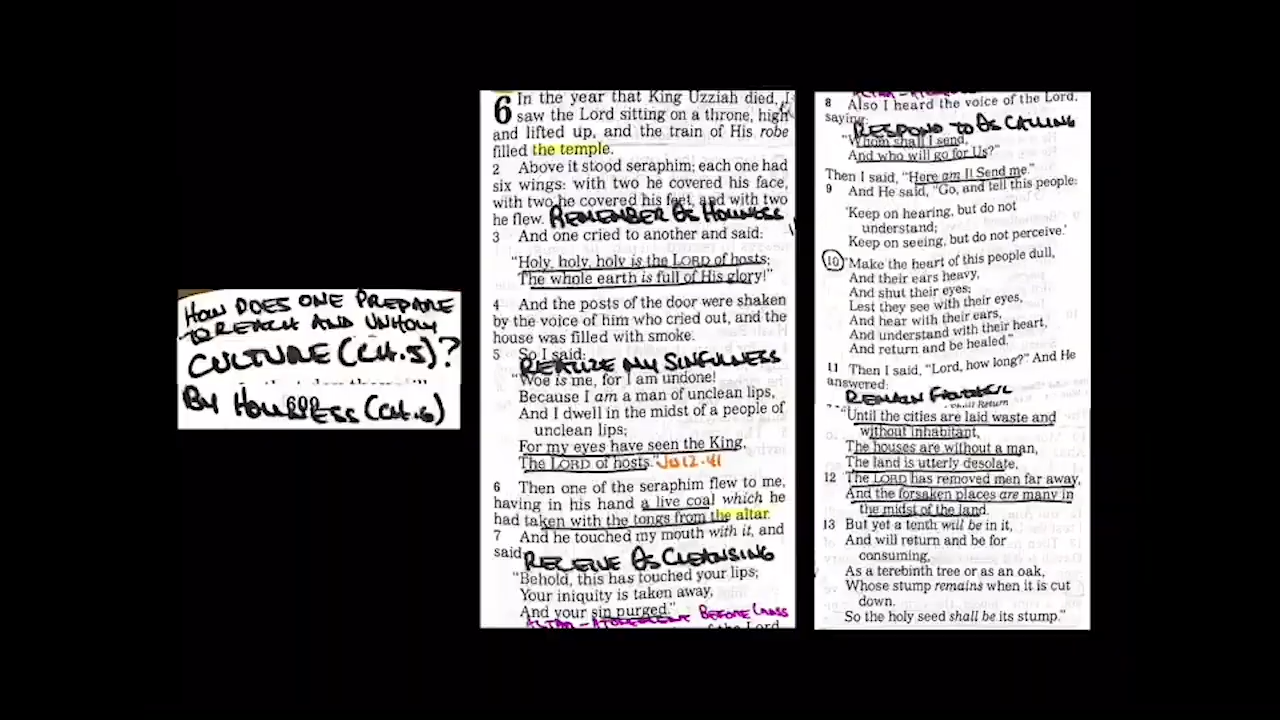 HOW DOES ONE PREPARE
TO REACH AND UNHOLY
CULTURE (CH.5)?
BY HOLINESS (CH.6)
600
6 In the year that King Uzziah died, I
saw the Lord sitting on a throne, high
and lifted up, and the train of His robe
filled the temple.
2 Above it stood seraphim; each one had
six wings: with two he covered his face,
with two he covered his feet, and with two
he flew. REMEMBER GS HOLINESS
3 And one cried to another and said:
"Holy, holy, holy is the LORD of hosts;
The whole earth is full of His glory!"
4 And the posts of the door were shaken
by the voice of him who cried out, and the
house was filled with smoke.
5 So I said:
REALIZE MY SINFULNESS
"Woe is me, for I am undone!
Because I am a man of unclean lips,
And I dwell in the midst of a people of
unclean lips;
For my eyes have seen the King,
The LORD of hosts." Jn 12.41
6 Then one of the seraphim flew to me,
having in his hand a live coal which he
had taken with the tongs from the altar.
7 And he touched my mouth with it, and
said
RECEIVE GS CLEANSING
"Behold, this has touched your lips;
Your iniquity is taken away,
And your sin purged."
ALTAR - ATONEMENT BEFORE
of the Lord
8 Also I heard the voice of the Lord,
saying:
RESPOND TO GS CALLING
"Whom shall I send,
And who will go for Us?"
Then I said, "Here am I! Send me."
9 And He said, "Go, and tell this people:
'Keep on hearing, but do not
understand;
Keep on seeing, but do not perceive.'
10 "Make the heart of this people dull,
And their ears heavy,
And shut their eyes;
Lest they see with their eyes,
And hear with their ears,
And understand with their heart,
And return and be healed."
11 Then I said, "Lord, how long?" And He
answered:
REMAIN
Shall Return
"Until the cities are laid waste and
without inhabitant,
The houses are without a man,
The land is utterly desolate,
12 The LORD has removed men far away,
And the forsaken places are many in
the midst of the land.
13 But yet a tenth will be in it,
And will return and be for
consuming,
As a terebinth tree or as an oak,
Whose stump remains when it is cut
down.
So the holy seed shall be its stump."